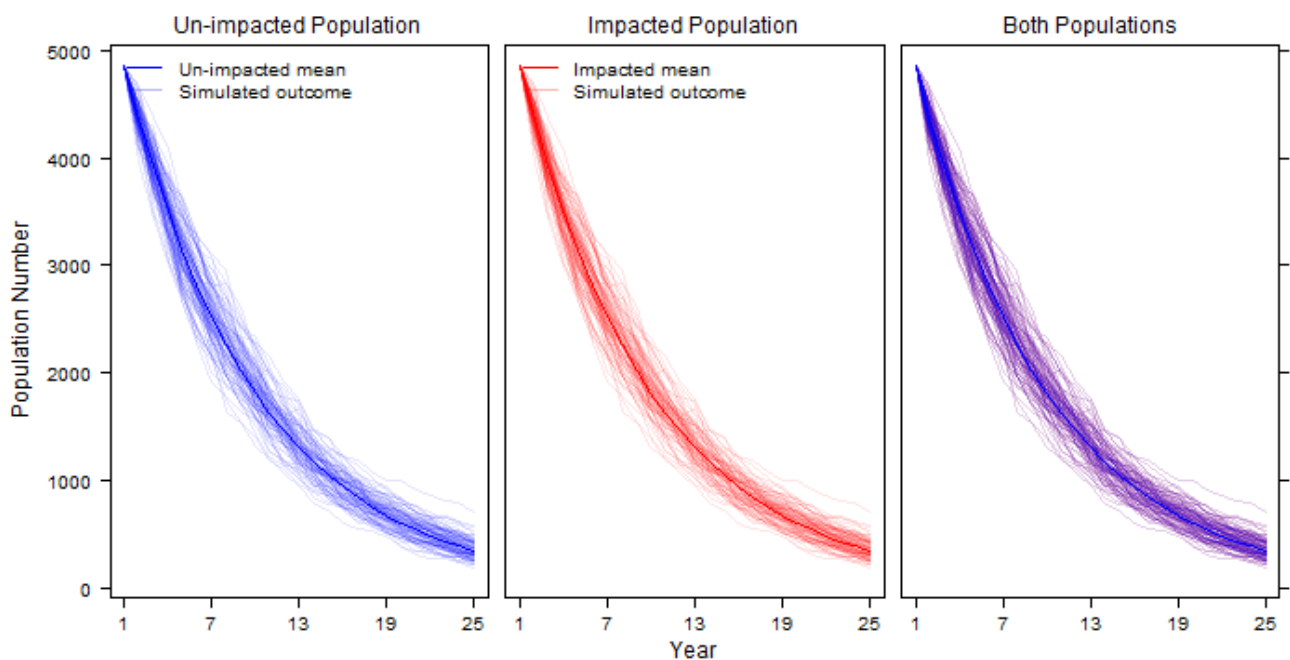 Un-impacted Population
Impacted Population
Both Populations
Un-impacted mean
Simulated outcome
Impacted mean
Simulated outcome
Population Number
5000
4000
3000
2000
1000
0
1 7 13 19 25
1 7 13 19 25
1 7 13 19 25
Year